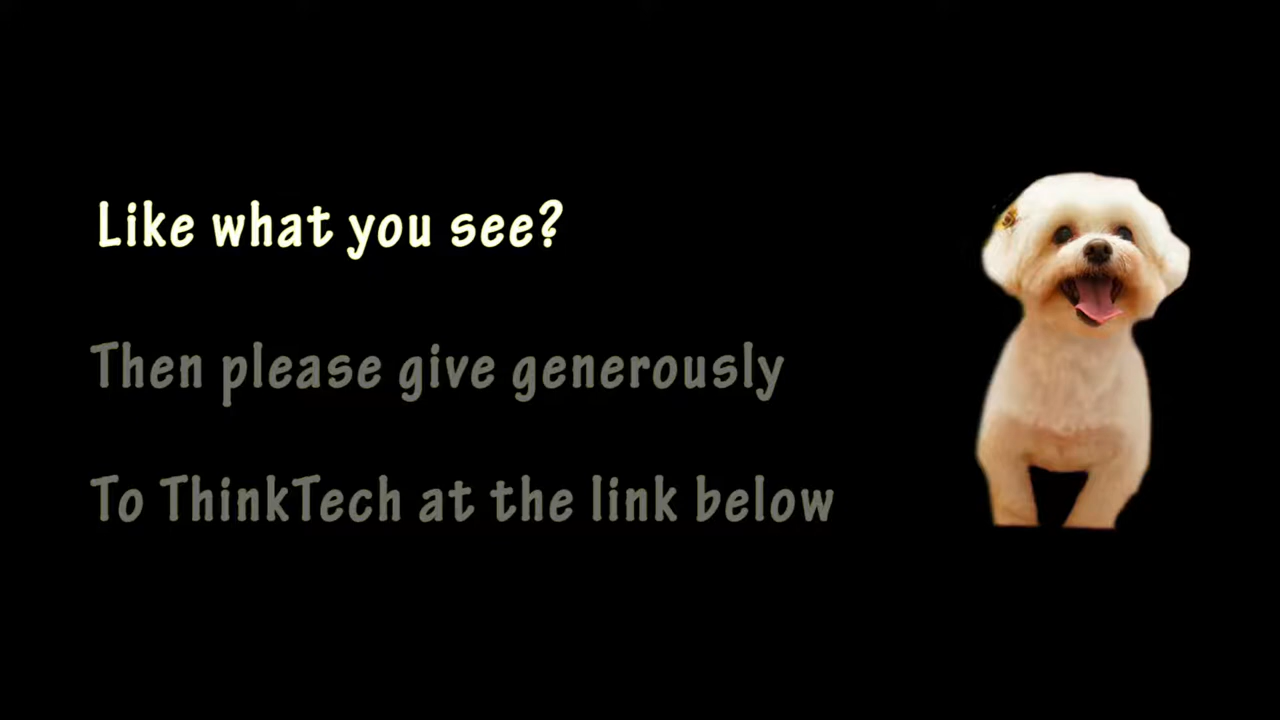 Like what you see?
Then please give generously
To ThinkTech at the link below